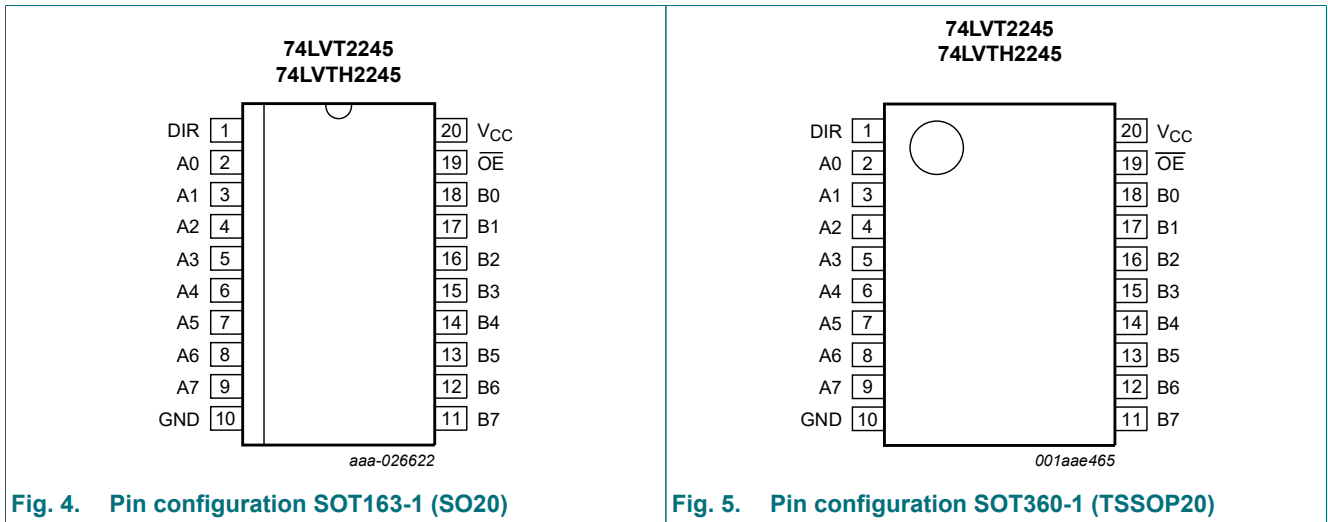 74LVT2245
74LVTH2245
DIR 1
20 VCC
A0 2
19 O̅E̅
A1 3
18 B0
A2 4
17 B1
A3 5
16 B2
A4 6
15 B3
A5 7
14 B4
A6 8
13 B5
A7 9
12 B6
GND 10
11 B7
aaa-026622
Fig. 4. Pin configuration SOT163-1 (SO20)
74LVT2245
74LVTH2245
DIR 1
20 VCC
A0 2
19 O̅E̅
A1 3
18 B0
A2 4
17 B1
A3 5
16 B2
A4 6
15 B3
A5 7
14 B4
A6 8
13 B5
A7 9
12 B6
GND 10
11 B7
001aae465
Fig. 5. Pin configuration SOT360-1 (TSSOP20)